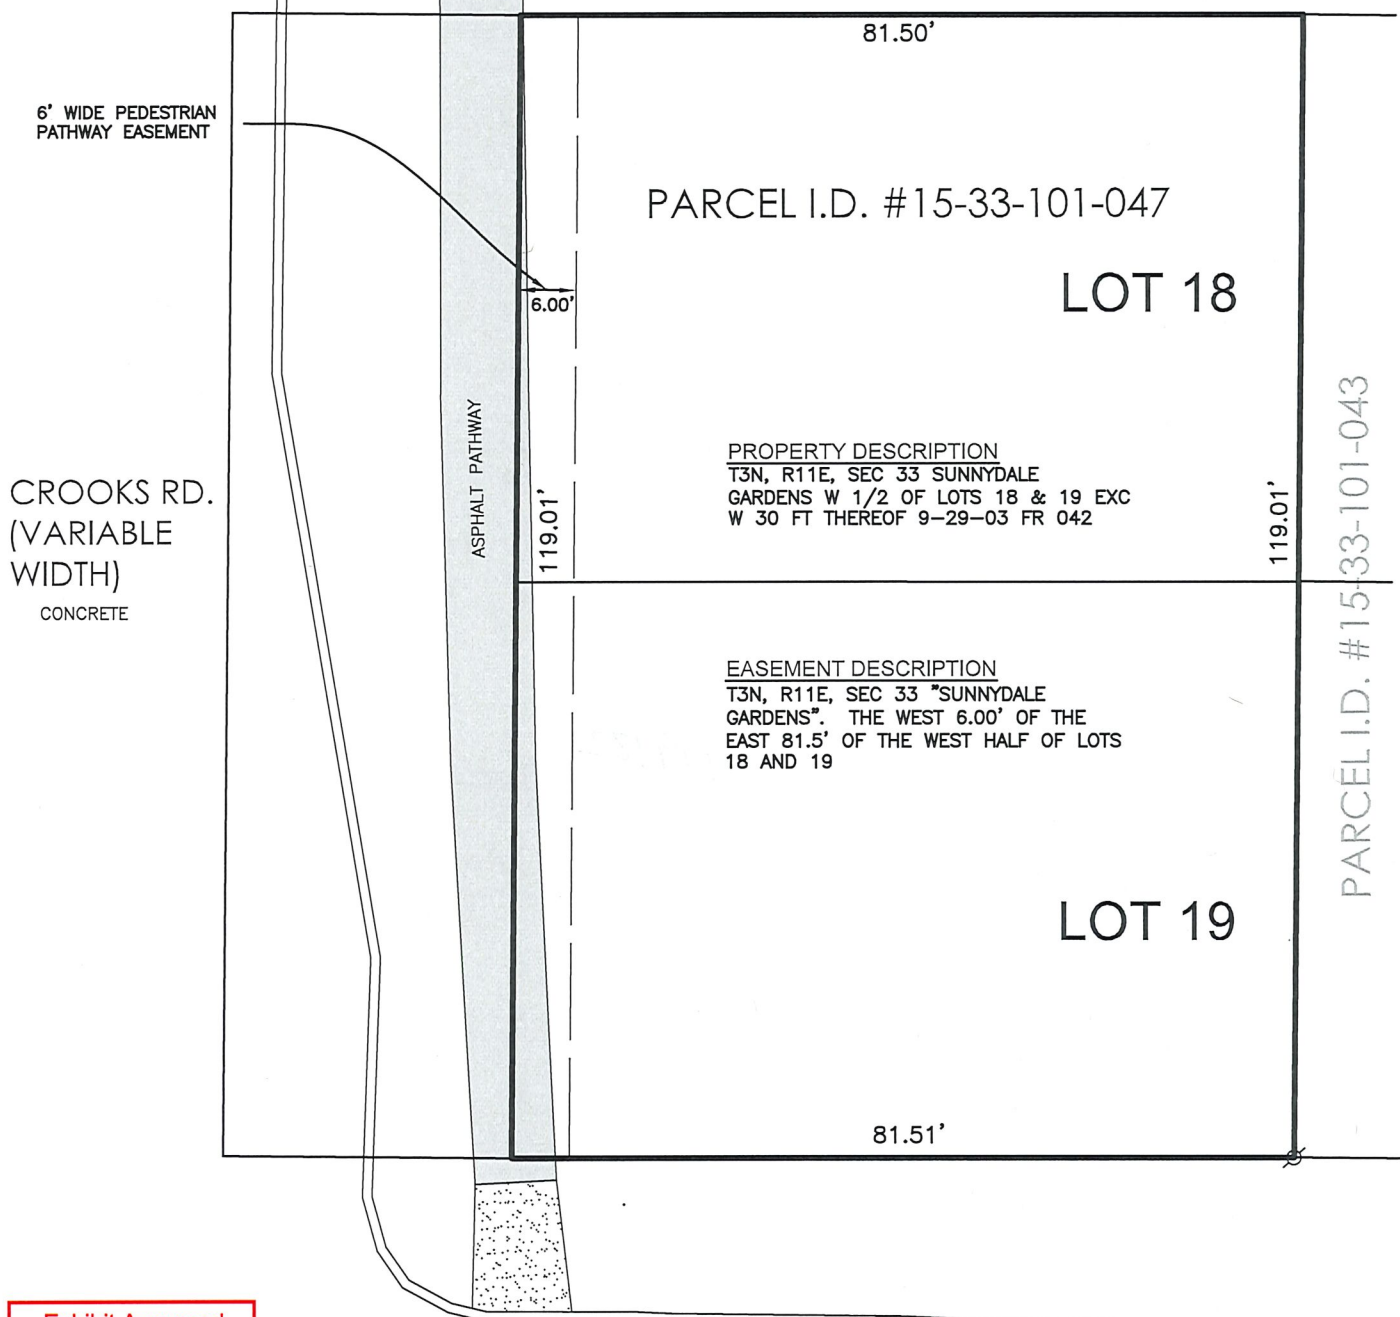 81.50'
6' WIDE PEDESTRIAN
PATHWAY EASEMENT
PARCEL I.D. #15-33-101-047
LOT 18
6.00'
ASPHALT PATHWAY
119.01'
PROPERTY DESCRIPTION
T3N, R11E, SEC 33 SUNNYDALE
GARDENS W 1/2 OF LOTS 18 & 19 EXC
W 30 FT THEREOF 9-29-03 FR 042
119.01'
PARCEL I.D. #15-33-101-043
CROOKS RD.
(VARIABLE
WIDTH)
CONCRETE
EASEMENT DESCRIPTION
T3N, R11E, SEC 33 "SUNNYDALE
GARDENS". THE WEST 6.00' OF THE
EAST 81.5' OF THE WEST HALF OF LOTS
18 AND 19
LOT 19
81.51'
Exhibit Approved